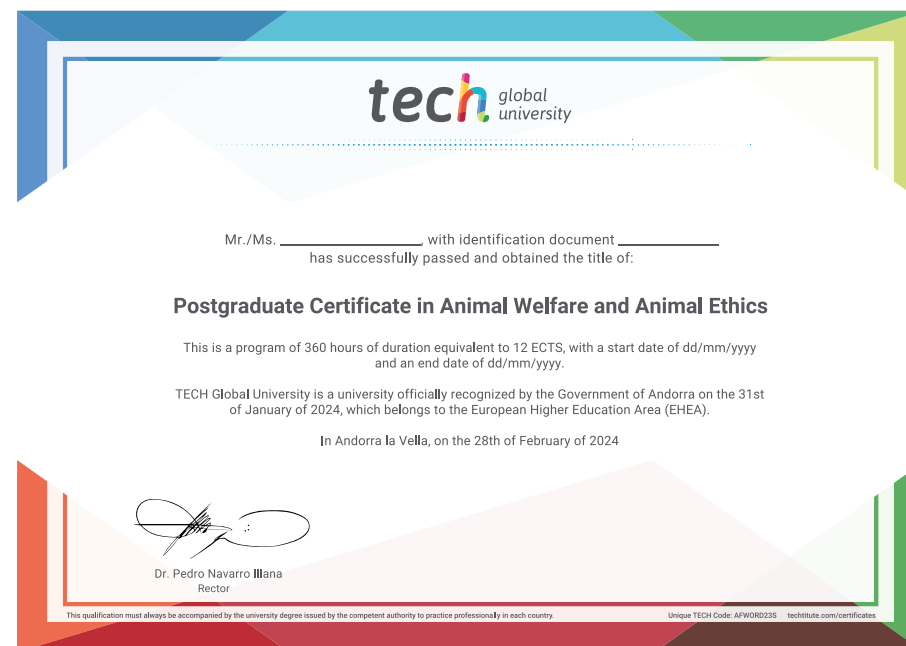 tech global
university
Mr./Ms. ____________________, with identification document ______________
has successfully passed and obtained the title of:
Postgraduate Certificate in Animal Welfare and Animal Ethics
This is a program of 360 hours of duration equivalent to 12 ECTS, with a start date of dd/mm/yyyy
and an end date of dd/mm/yyyy.
TECH Global University is a university officially recognized by the Government of Andorra on the 31st
of January of 2024, which belongs to the European Higher Education Area (EHEA).
In Andorra la Vella, on the 28th of February of 2024
Dr. Pedro Navarro Illana
Rector
This qualification must always be accompanied by the university degree issued by the competent authority to practice professionally in each country. Unique TECH Code: AFWORD23S techtitute.com/certificates